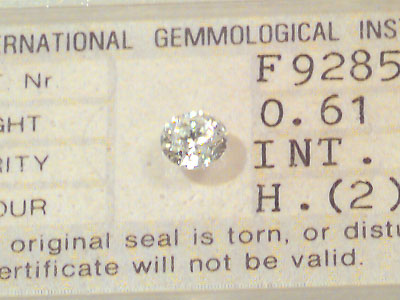 ERNATIONAL GEMMOLOGICAL INST
T Nr F9285
GHT 0.61
RITY INT.
OUR H.(2)
original seal is torn, or distu
ertificate will not be valid.